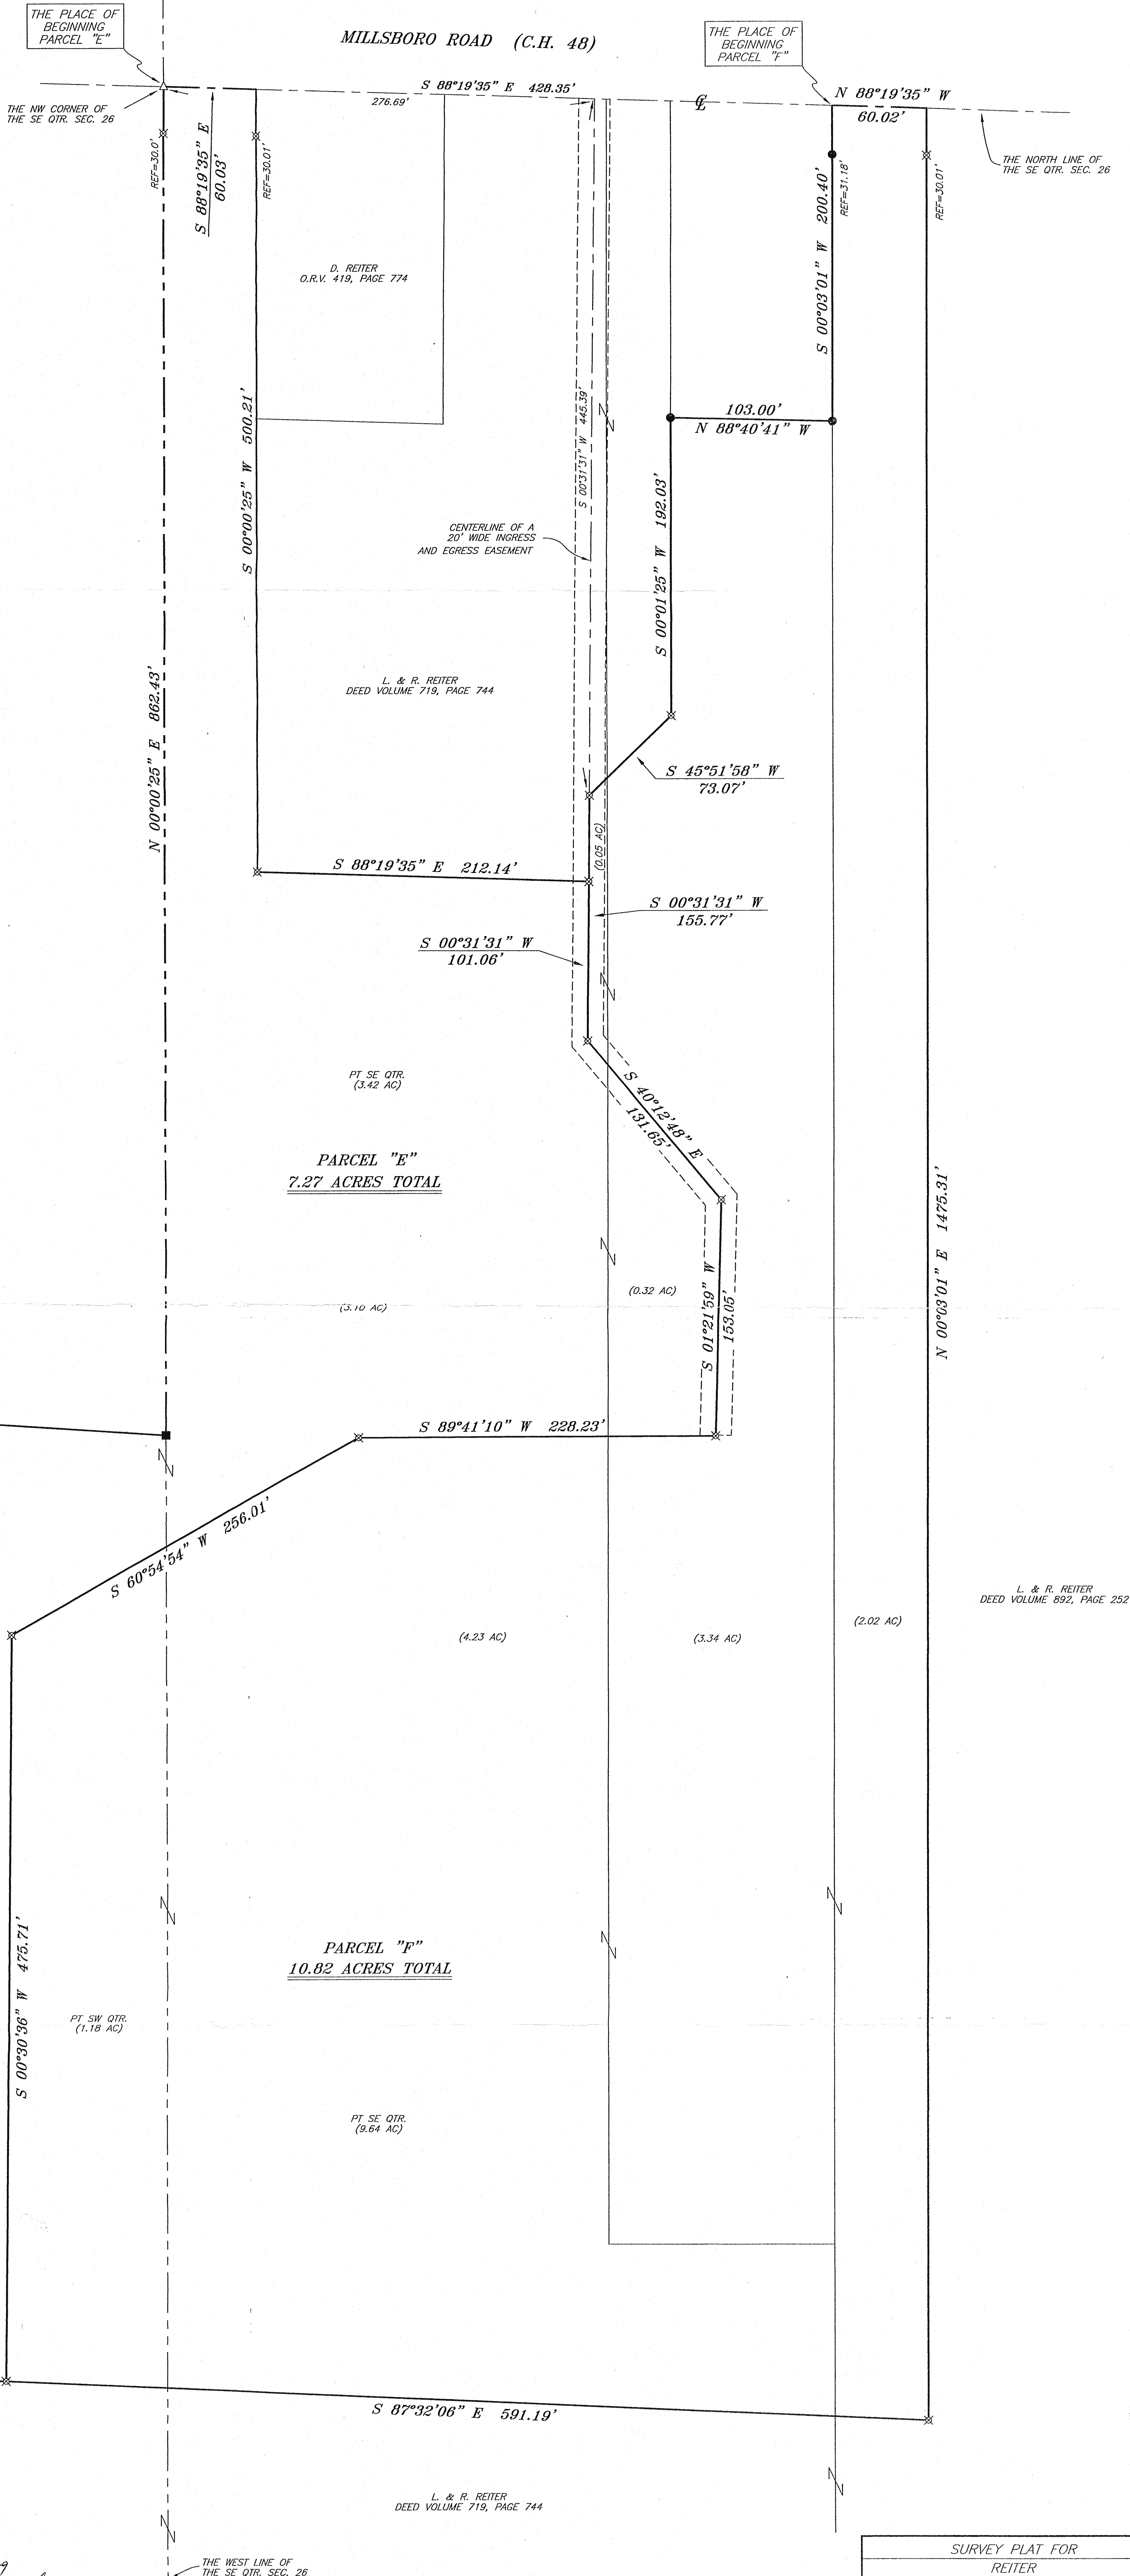 THE PLACE OF
BEGINNING
PARCEL "E"
MILLSBORO ROAD (C.H. 48)
THE PLACE OF
BEGINNING
PARCEL "F"
S 88°19'35" E 428.35'
276.69'
℄
N 88°19'35" W
60.02'
THE NW CORNER OF
THE SE QTR. SEC. 26
THE NORTH LINE OF
THE SE QTR. SEC. 26
REF=30.0'
S 88°19'35" E
60.03'
REF=30.01'
S 00°03'01" W 200.40'
REF=31.18'
REF=30.01'
D. REITER
O.R.V. 419, PAGE 774
S 00°00'25" W 500.21'
S 00°31'31" W 445.39'
103.00'
N 88°40'41" W
CENTERLINE OF A
20' WIDE INGRESS
AND EGRESS EASEMENT
S 00°01'25" W 192.03'
N 00°00'25" E 862.43'
L. & R. REITER
DEED VOLUME 719, PAGE 744
S 45°51'58" W
73.07'
(0.05 AC)
S 88°19'35" E 212.14'
S 00°31'31" W
155.77'
S 00°31'31" W
101.06'
PT SE QTR.
(3.42 AC)
S 40°12'48" E
131.65'
PARCEL "E"
7.27 ACRES TOTAL
N 00°03'01" E 1475.31'
(3.10 AC)
(0.32 AC)
S 01°21'59" W
153.05'
S 89°41'10" W 228.23'
S 60°54'54" W 256.01'
L. & R. REITER
DEED VOLUME 892, PAGE 252
(4.23 AC)
(3.34 AC)
(2.02 AC)
PARCEL "F"
10.82 ACRES TOTAL
S 00°30'36" W 475.71'
PT SW QTR.
(1.18 AC)
PT SE QTR.
(9.64 AC)
S 87°32'06" E 591.19'
L. & R. REITER
DEED VOLUME 719, PAGE 744
THE WEST LINE OF
THE SE QTR. SEC. 26
SURVEY PLAT FOR
REITER